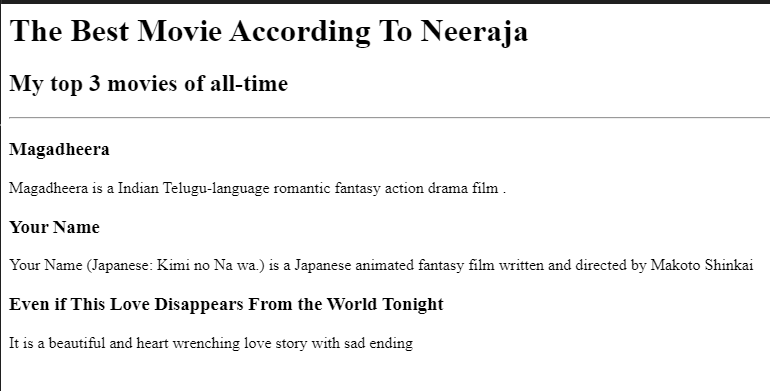 The Best Movie According To Neeraja
My top 3 movies of all-time
Magadheera
Magadheera is a Indian Telugu-language romantic fantasy action drama film .
Your Name
Your Name (Japanese: Kimi no Na wa.) is a Japanese animated fantasy film written and directed by Makoto Shinkai
Even if This Love Disappears From the World Tonight
It is a beautiful and heart wrenching love story with sad ending